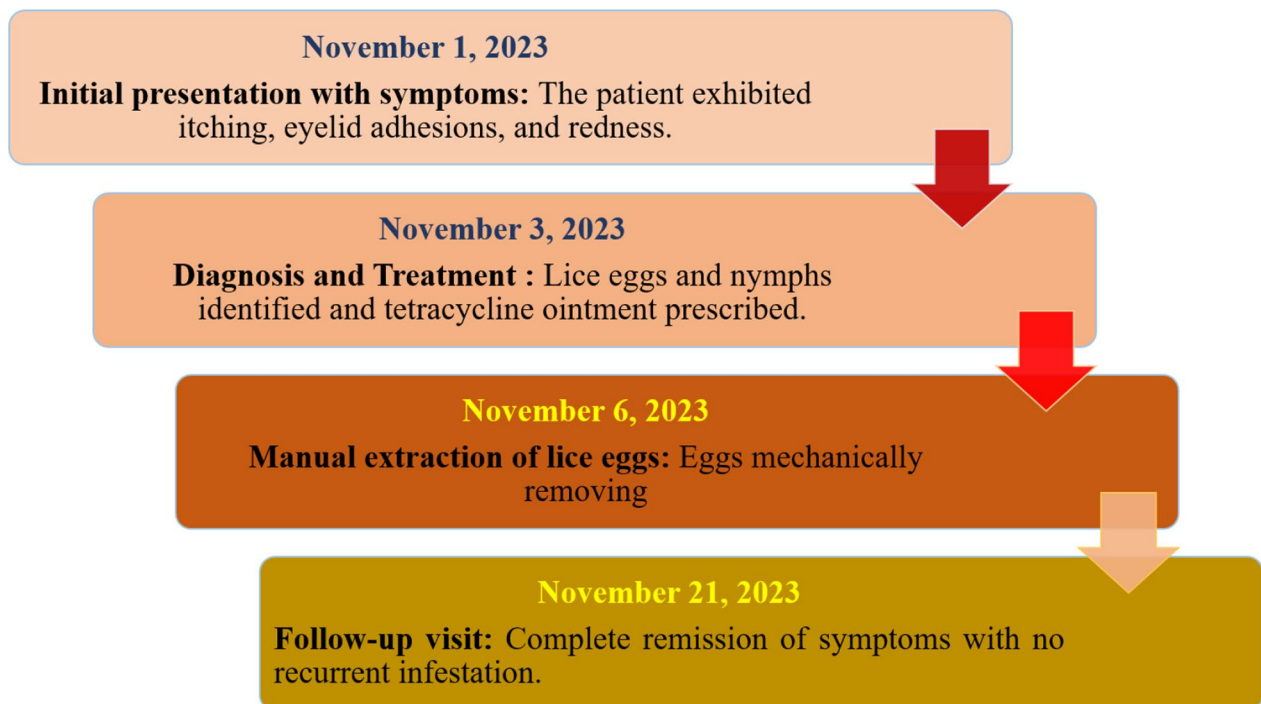 November 1, 2023
Initial presentation with symptoms: The patient exhibited
itching, eyelid adhesions, and redness.
November 3, 2023
Diagnosis and Treatment : Lice eggs and nymphs
identified and tetracycline ointment prescribed.
November 6, 2023
Manual extraction of lice eggs: Eggs mechanically
removing
November 21, 2023
Follow-up visit: Complete remission of symptoms with no
recurrent infestation.